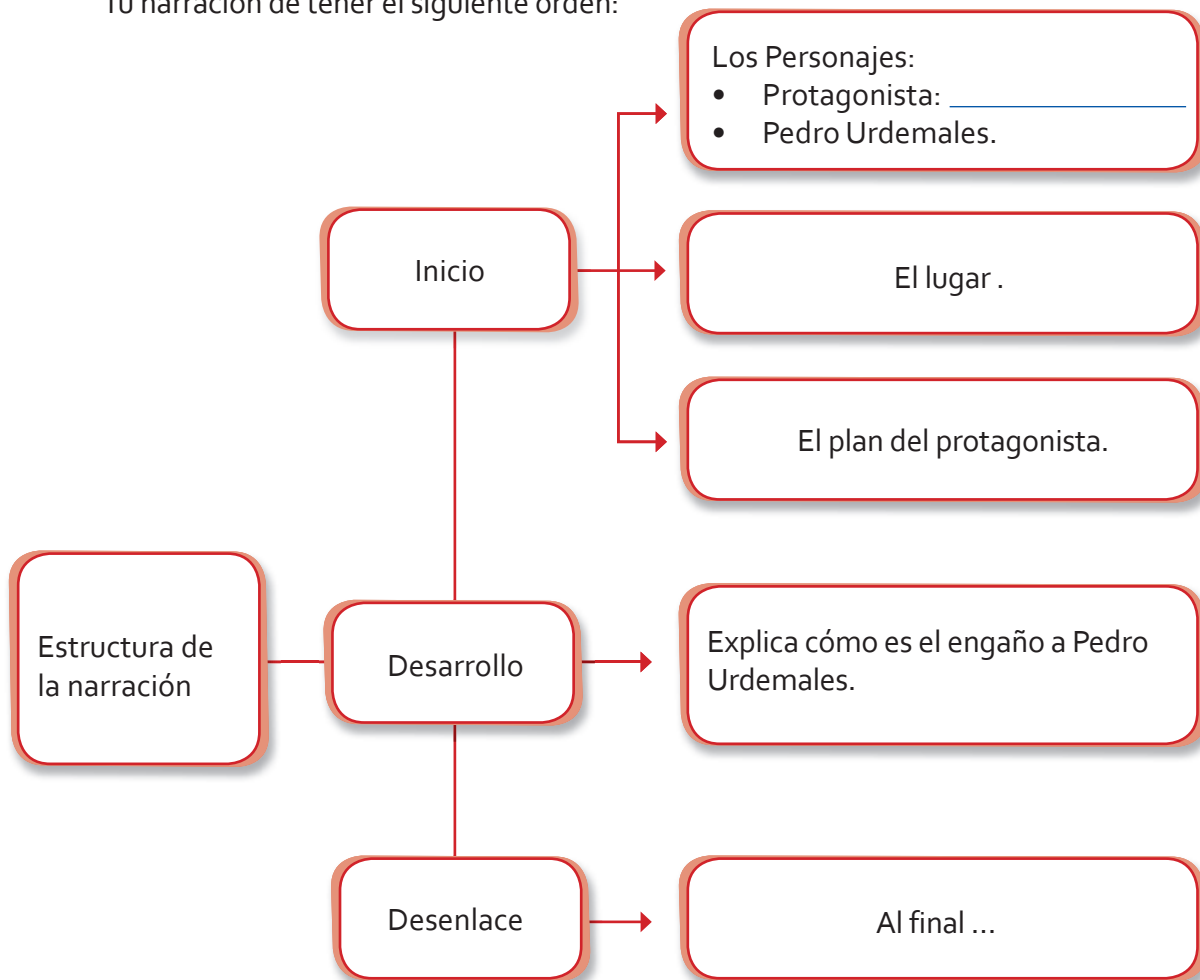 Tu narración de tener el siguiente orden:
Los Personajes:
• Protagonista:
• Pedro Urdemales.
Inicio
El lugar .
El plan del protagonista.
Estructura de
la narración
Desarrollo
Explica cómo es el engaño a Pedro
Urdemales.
Desenlace
Al final ...